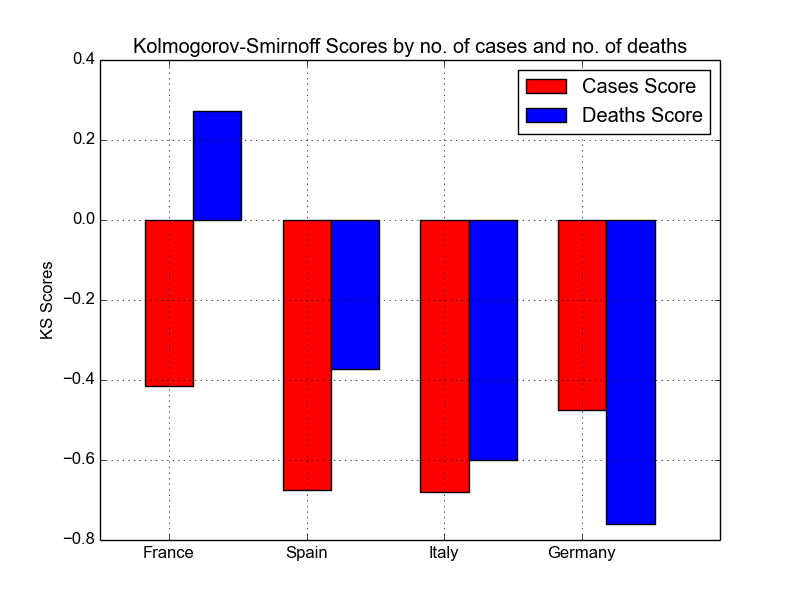 Kolmogorov-Smirnoff Scores by no. of cases and no. of deaths
Cases Score
Deaths Score
KS Scores
0.4
0.2
0.0
−0.2
−0.4
−0.6
−0.8
France
Spain
Italy
Germany